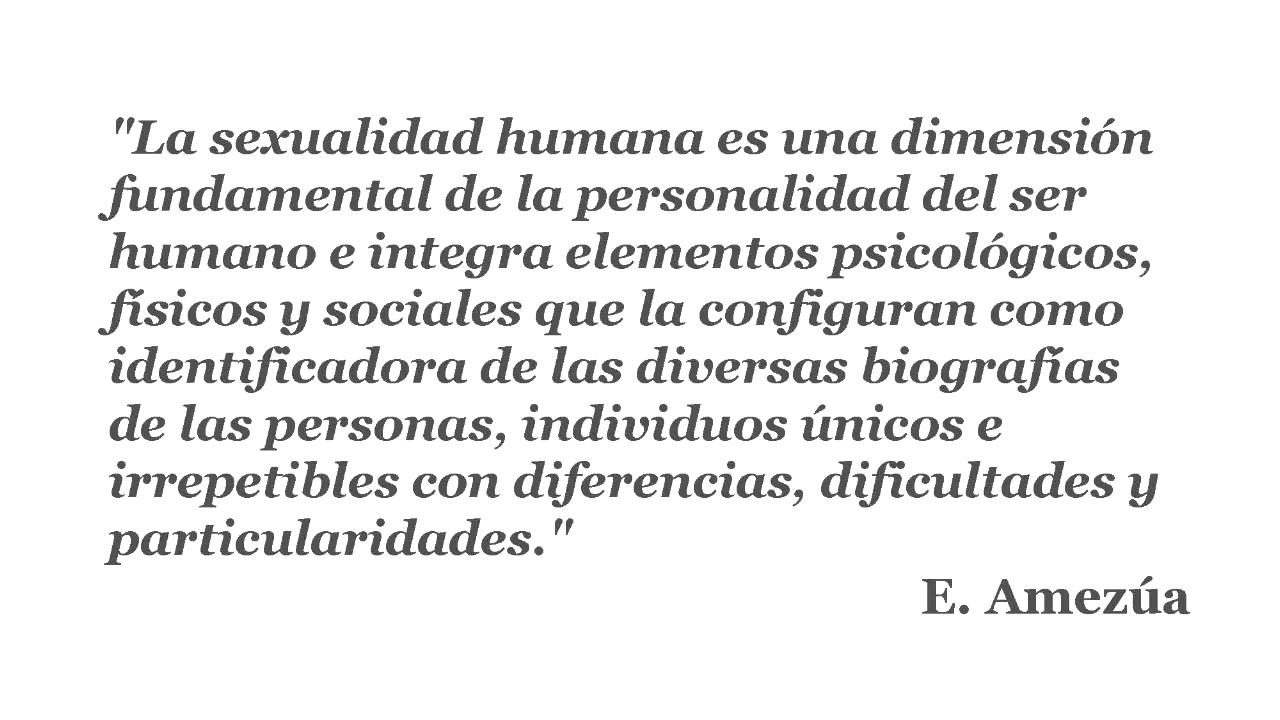 "La sexualidad humana es una dimensión
fundamental de la personalidad del ser
humano e integra elementos psicológicos,
físicos y sociales que la configuran como
identificadora de las diversas biografías
de las personas, individuos únicos e
irrepetibles con diferencias, dificultades y
particularidades."
E. Amezúa